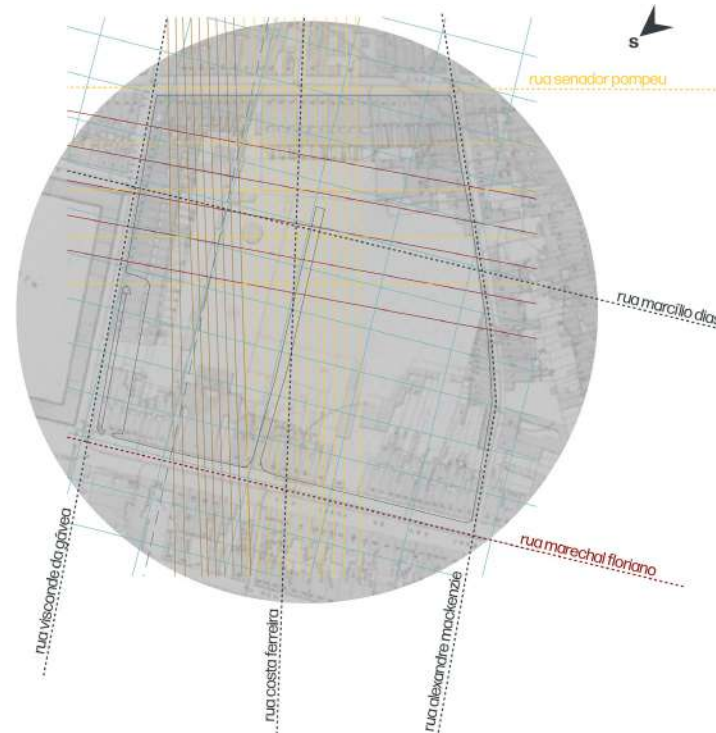 s
rua senador pompeu
rua marcílio dias
rua marechal floriano
rua visconde da gávea
rua costa ferreira
rua alexandre mackenzie